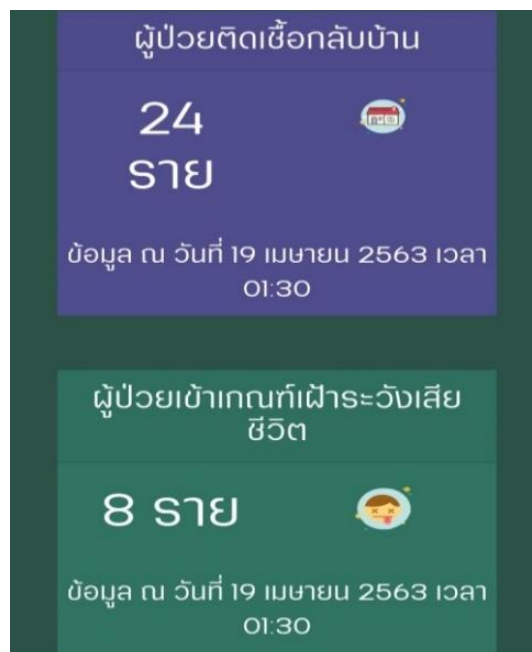 ผู้ป่วยติดเชื้อกลับบ้าน
24
ราย
ข้อมูล ณ วันที่ 19 เมษายน 2563 เวลา
01:30
ผู้ป่วยเข้าเกณฑ์เฝ้าระวังเสีย
ชีวิต
8 ราย
ข้อมูล ณ วันที่ 19 เมษายน 2563 เวลา
01:30